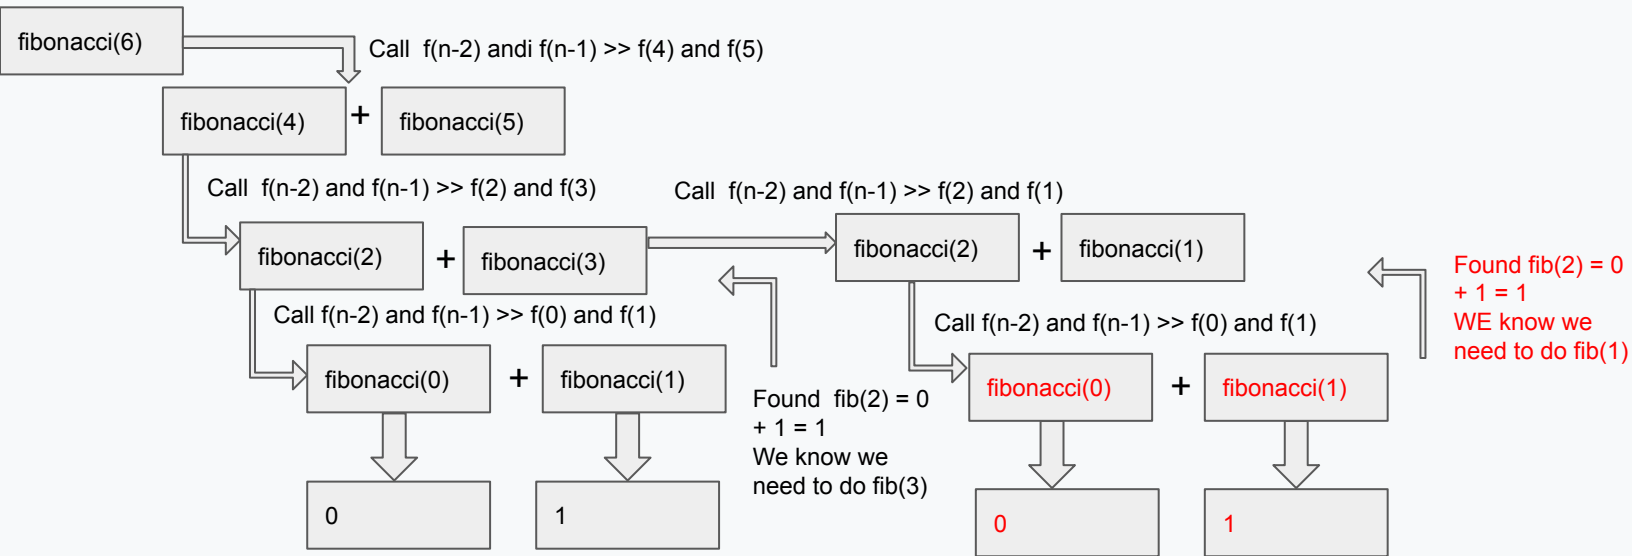 fibonacci(6)
Call f(n-2) andi f(n-1) >> f(4) and f(5)
fibonacci(4)
+
fibonacci(5)
Call f(n-2) and f(n-1) >> f(2) and f(3)
Call f(n-2) and f(n-1) >> f(2) and f(1)
fibonacci(2)
+
fibonacci(3)
fibonacci(2)
+
fibonacci(1)
Found fib(2) = 0
+ 1 = 1
WE know we
need to do fib(1)
Call f(n-2) and f(n-1) >> f(0) and f(1)
Call f(n-2) and f(n-1) >> f(0) and f(1)
fibonacci(0)
+
fibonacci(1)
Found fib(2) = 0
+ 1 = 1
We know we
need to do fib(3)
fibonacci(0)
+
fibonacci(1)
0
1
0
1